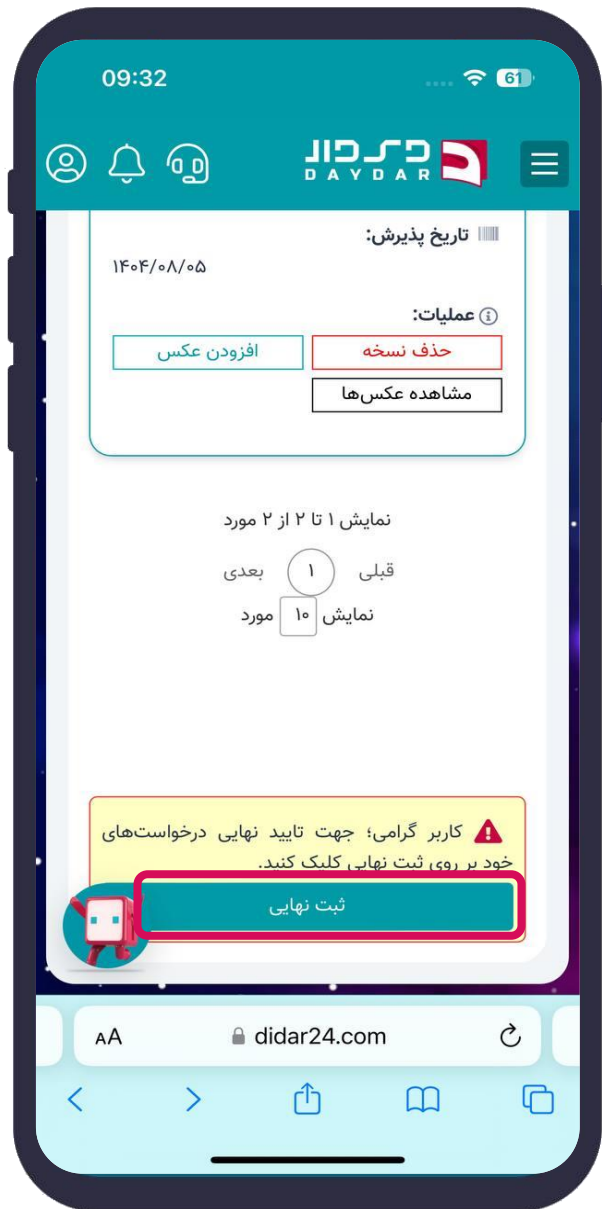 09:32
61
دی‌دار
DAYDAR
تاریخ پذیرش:
۱۴۰۴/۰۸/۰۵
عملیات:
حذف نسخه افزودن عکس
مشاهده عکس‌ها
نمایش ۱ تا ۲ از ۲ مورد
قبلی ۱ بعدی
نمایش ۱۰ مورد
کاربر گرامی؛ جهت تایید نهایی درخواست‌های
خود بر روی ثبت نهایی کلیک کنید.
ثبت نهایی
AA didar24.com